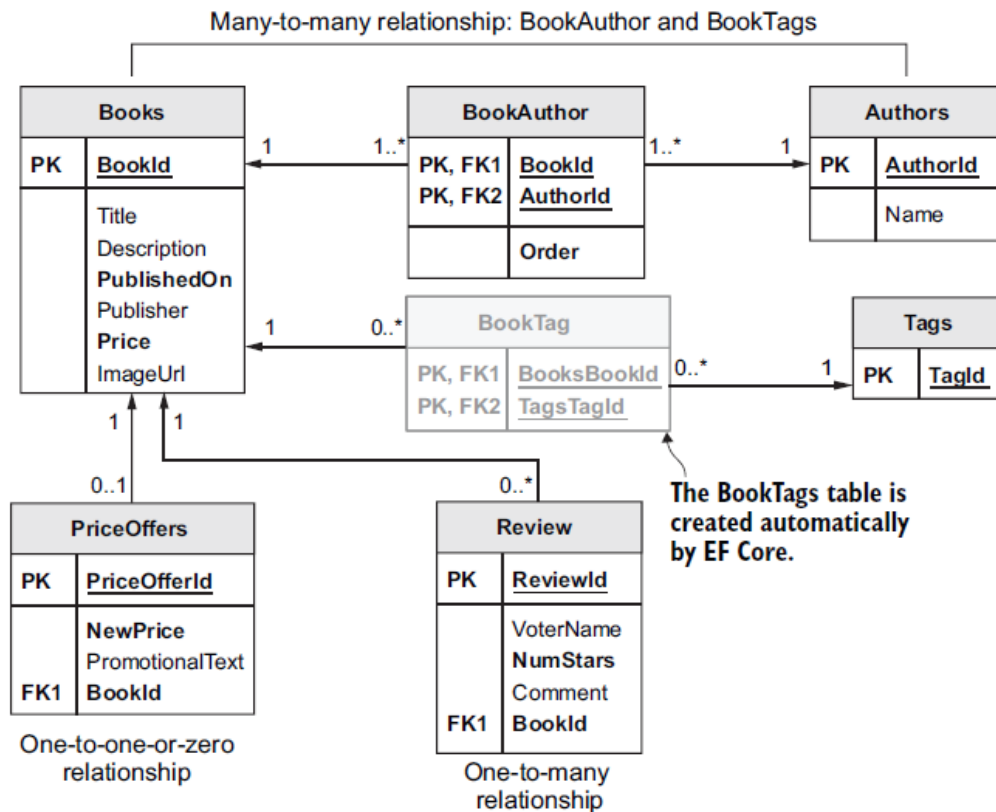 Many-to-many relationship: BookAuthor and BookTags
Books
PK BookId
Title
Description
PublishedOn
Publisher
Price
ImageUrl
1 1..*
BookAuthor
PK, FK1 BookId
PK, FK2 AuthorId
Order
1..* 1
Authors
PK AuthorId
Name
1 0..*
BookTag
PK, FK1 BooksBookId
PK, FK2 TagsTagId
0..* 1
Tags
PK TagId
1
0..1
1
0..*
The BookTags table is
created automatically
by EF Core.
PriceOffers
PK PriceOfferId
NewPrice
PromotionalText
FK1 BookId
One-to-one-or-zero
relationship
Review
PK ReviewId
VoterName
NumStars
Comment
FK1 BookId
One-to-many
relationship